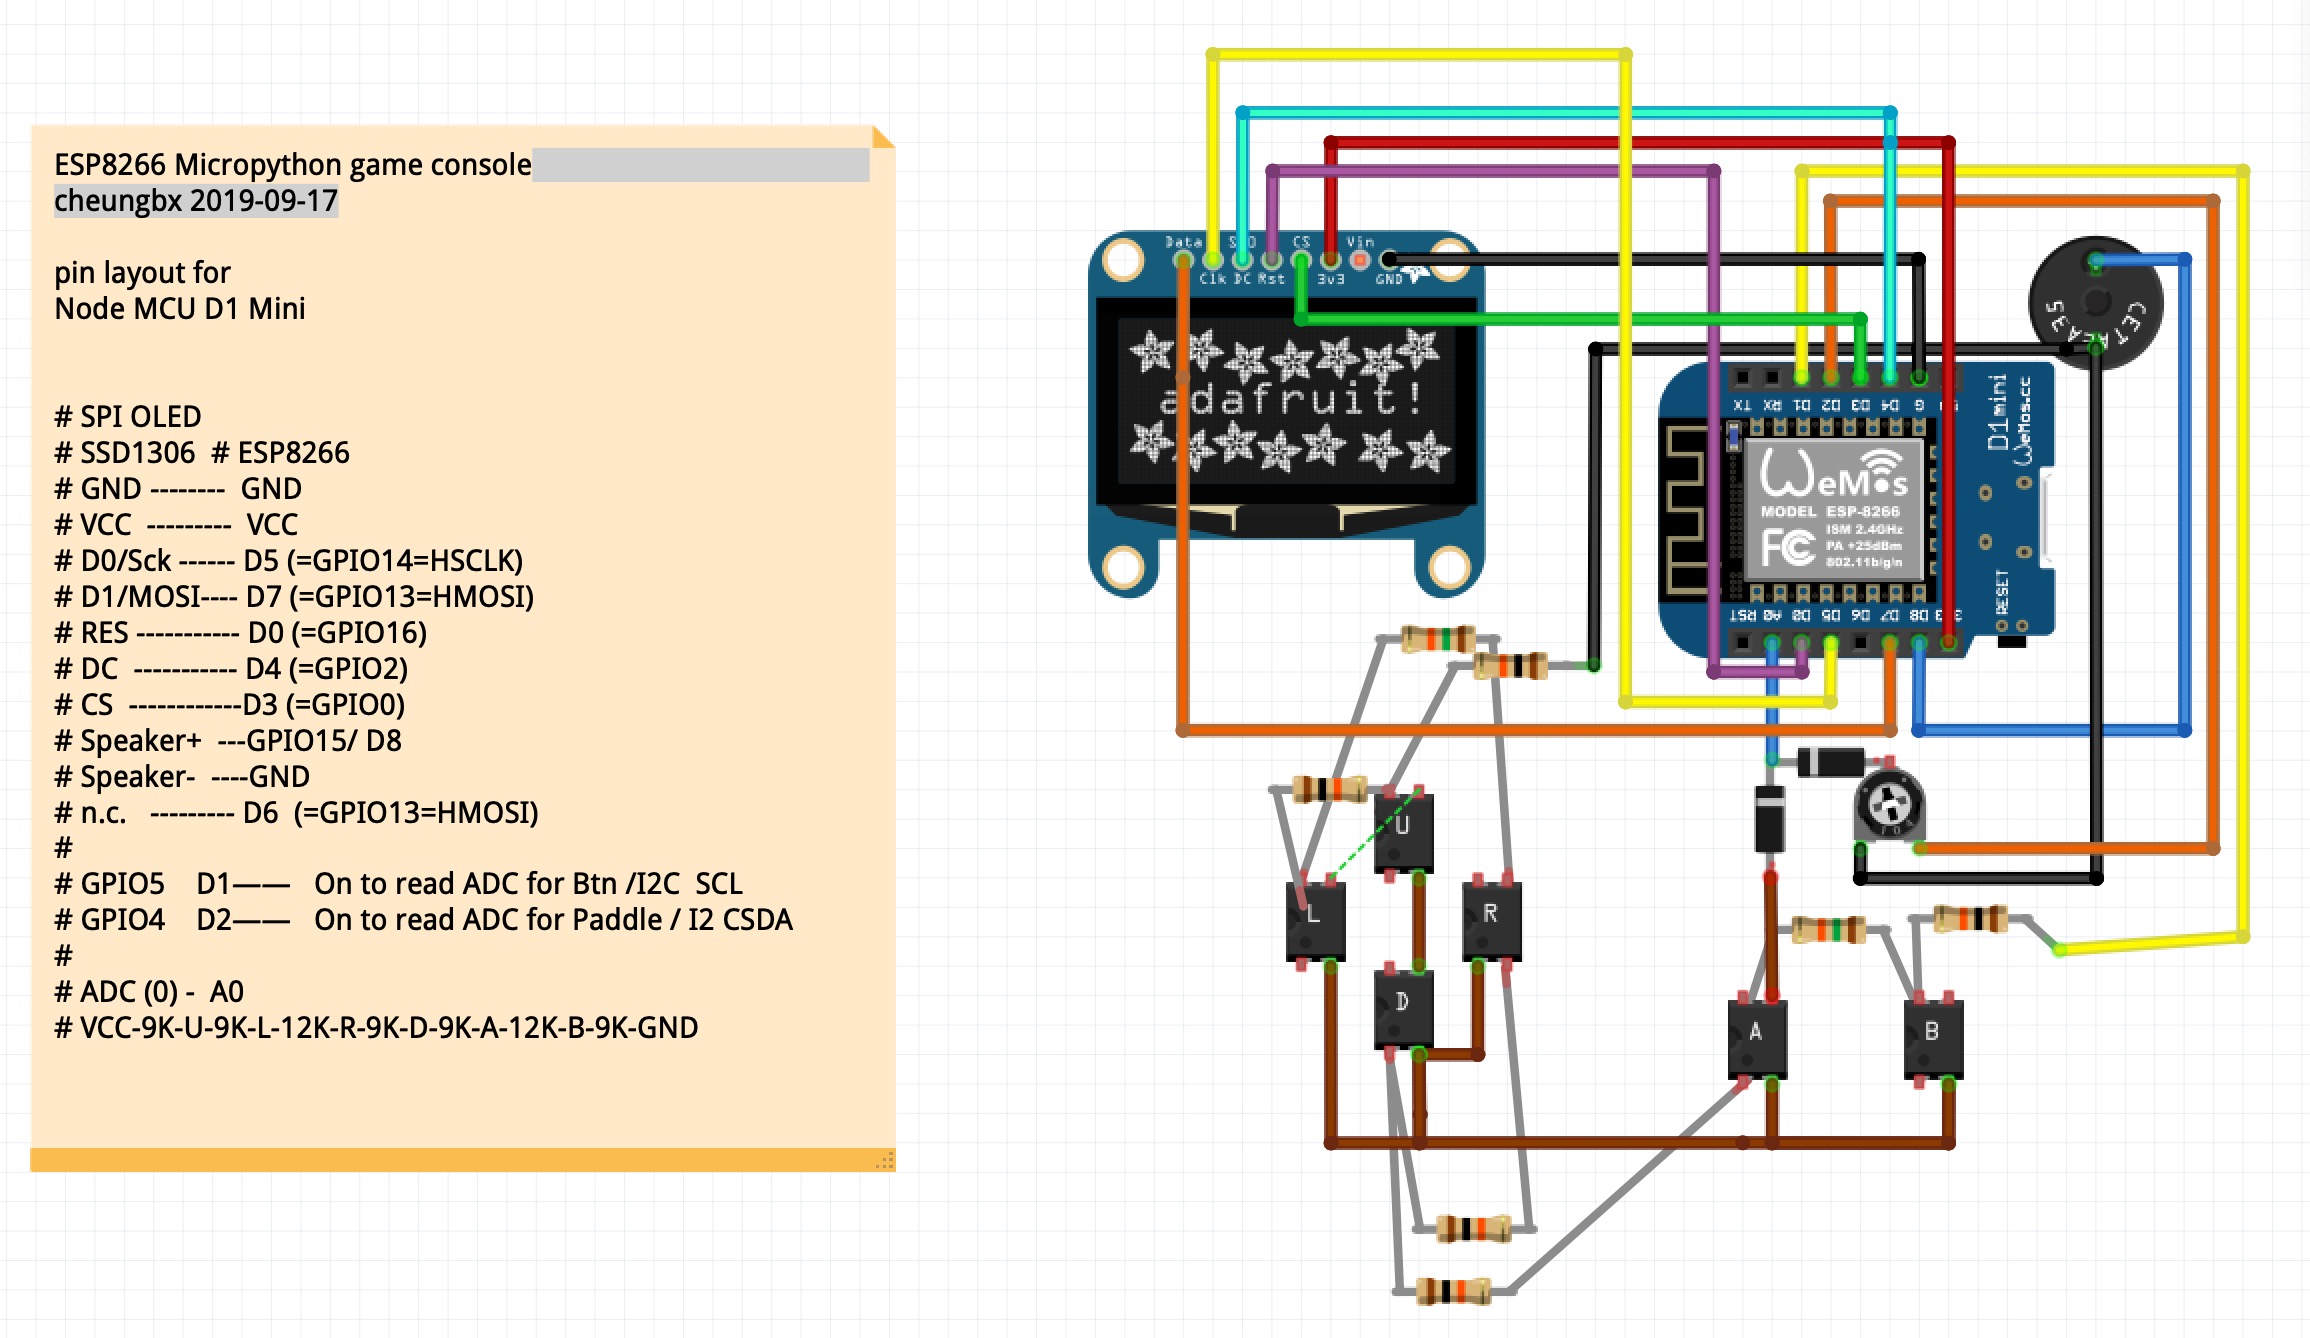 ESP8266 Micropython game console
cheungbx 2019-09-17
pin layout for
Node MCU D1 Mini
# SPI OLED
# SSD1306  # ESP8266
# GND --------  GND
# VCC  ---------  VCC
# D0/Sck ------ D5 (=GPIO14=HSCLK)
# D1/MOSI---- D7 (=GPIO13=HMOSI)
# RES ----------- D0 (=GPIO16)
# DC  ----------- D4 (=GPIO2)
# CS  ------------D3 (=GPIO0)
# Speaker+  ---GPIO15/ D8
# Speaker-  ----GND
# n.c.   --------- D6  (=GPIO13=HMOSI)
#
# GPIO5    D1——   On to read ADC for Btn /I2C  SCL
# GPIO4    D2——   On to read ADC for Paddle / I2 CSDA
#
# ADC (0) -  A0
# VCC-9K-U-9K-L-12K-R-9K-D-9K-A-12K-B-9K-GND
Data CS Vin
Clk DC Rst 3v3 GND
adafruit!
TX RX D1 D2 D3 D4 G
D1mini
WeMos.cc
WeMos
MODEL ESP-8266
FC
ISM 2.4GHz
PA +25dBm
802.11b/g/n
RESET
RST A0 D0 D5 D6 D7 D8
U
L
R
D
A
B